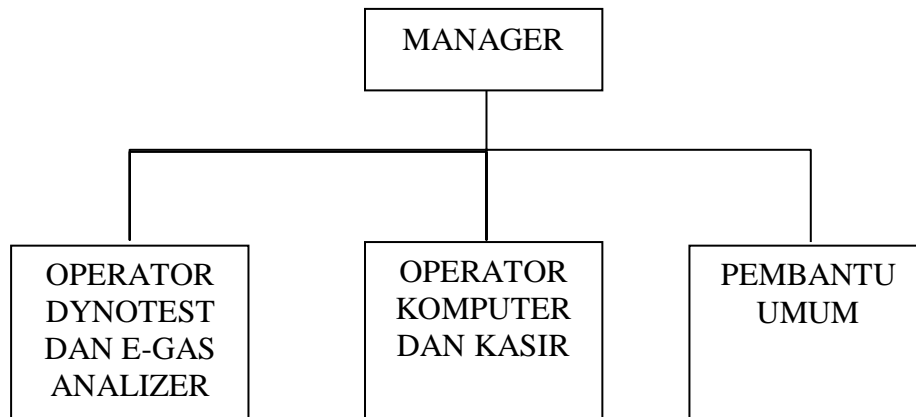 MANAGER
OPERATOR
DYNOTEST
DAN E-GAS
ANALIZER
OPERATOR
KOMPUTER
DAN KASIR
PEMBANTU
UMUM